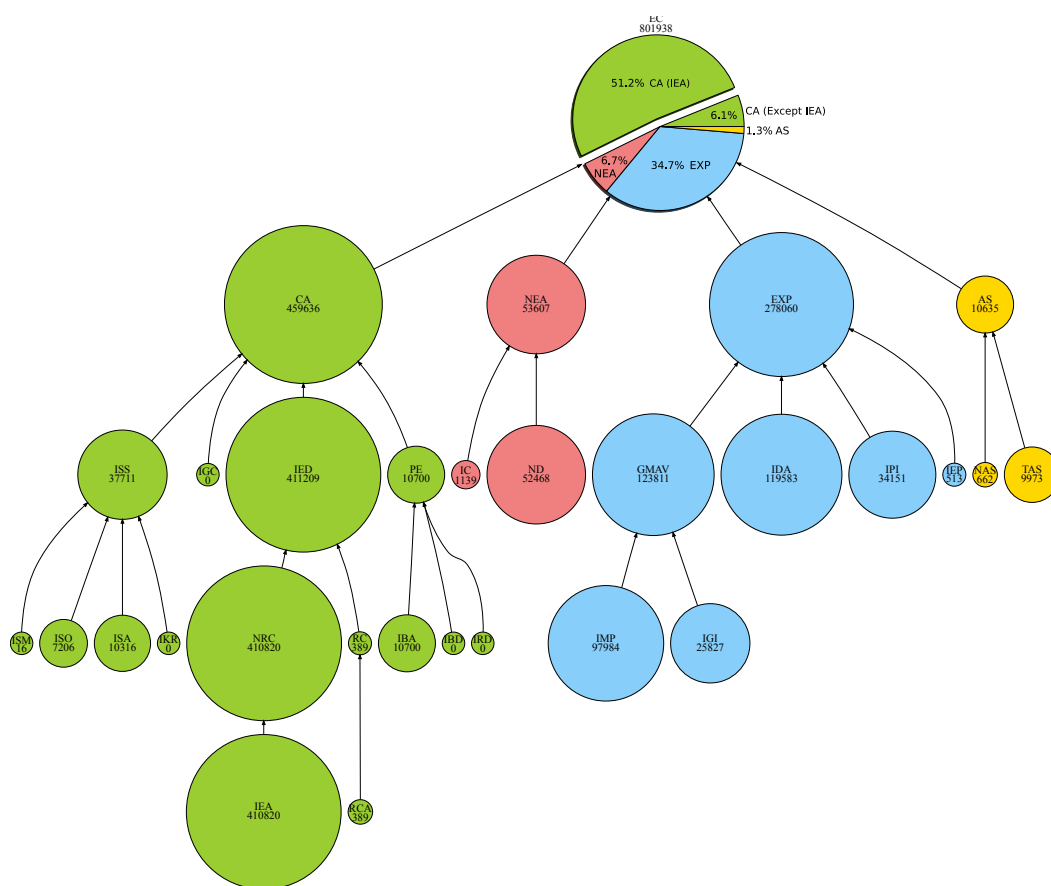 EC
801938
51.2% CA (IEA)
CA (Except IEA)
6.1%
1.3% AS
6.7%
NEA
34.7% EXP
CA
459636
NEA
53607
EXP
278060
AS
10635
ISS
37711
IGC
0
IED
411209
PE
10700
IC
1139
ND
52468
GMAV
123811
IDA
119583
IPI
34151
IEP
513
NAS
662
TAS
9973
ISM
16
ISO
7206
ISA
10316
IKR
0
NRC
410820
RC
389
IBA
10700
IBD
0
IRD
0
IMP
97984
IGI
25827
IEA
410820
RCA
389